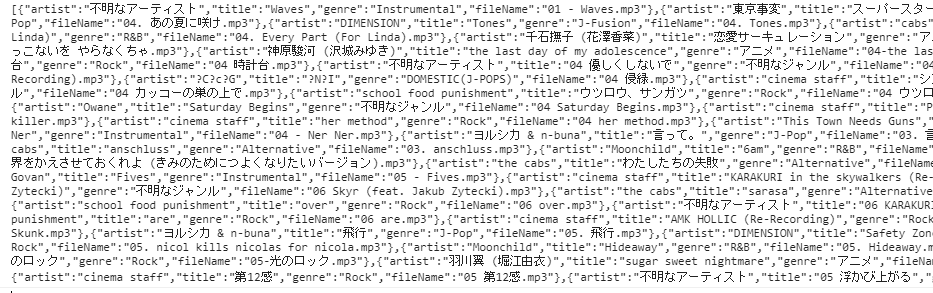 [{"artist":"不明なアーティスト","title":"Waves","genre":"Instrumental","fileName":"01 - Waves.mp3"},{"artist":"東京事変","title":"スーパースター
Pop","fileName":"04. あの夏に咲け.mp3"},{"artist":"DIMENSION","title":"Tones","genre":"J-Fusion","fileName":"04. Tones.mp3"},{"artist":"cabs"
Linda)","genre":"R&B","fileName":"04. Every Part (For Linda).mp3"},{"artist":"千石撫子 (花澤香菜)","title":"恋愛サーキュレーション","genre":"ア
っこないを やらなくちゃ.mp3"},{"artist":"神原駿河 (沢城みゆき)","title":"the last day of my adolescence","genre":"アニメ","fileName":"04-the las
台","genre":"Rock","fileName":"04 時計台.mp3"},{"artist":"不明なアーティスト","title":"04 優しくしないで","genre":"不明なジャンル","fileName":"04
Recording).mp3"},{"artist":"?C?c?G","title":"?N?I","genre":"DOMESTIC(J-POPS)","fileName":"04 侵緑.mp3"},{"artist":"cinema staff","title":"シ
ル","fileName":"04 カッコーの巣の上で.mp3"},{"artist":"school food punishment","title":"ウツロウ、サンガツ","genre":"Rock","fileName":"04 ウツロ
{"artist":"Owane","title":"Saturday Begins","genre":"不明なジャンル","fileName":"04 Saturday Begins.mp3"},{"artist":"cinema staff","title":"P
killer.mp3"},{"artist":"cinema staff","title":"her method","genre":"Rock","fileName":"04 her method.mp3"},{"artist":"This Town Needs Guns","
Ner","genre":"Instrumental","fileName":"04 - Ner Ner.mp3"},{"artist":"ヨルシカ & n-buna","title":"言って。","genre":"J-Pop","fileName":"03. 言
cabs","title":"anschluss","genre":"Alternative","fileName":"03. anschluss.mp3"},{"artist":"Moonchild","title":"6am","genre":"R&B","fileName":
界をかえさせておくれよ (きみのためにつよくなりたいバージョン).mp3"},{"artist":"the cabs","title":"わたしたちの失敗","genre":"Alternative","fileNam
Govan","title":"Fives","genre":"Instrumental","fileName":"05 - Fives.mp3"},{"artist":"cinema staff","title":"KARAKURI in the skywalkers (Re-
Zytecki)","genre":"不明なジャンル","fileName":"06 Skyr (feat. Jakub Zytecki).mp3"},{"artist":"the cabs","title":"sarasa","genre":"Alternative
{"artist":"school food punishment","title":"over","genre":"Rock","fileName":"06 over.mp3"},{"artist":"不明なアーティスト","title":"06 KARAKURI
punishment","title":"are","genre":"Rock","fileName":"06 are.mp3"},{"artist":"cinema staff","title":"AMK HOLLIC (Re-Recording)","genre":"Rock
Skunk.mp3"},{"artist":"ヨルシカ & n-buna","title":"飛行","genre":"J-Pop","fileName":"05. 飛行.mp3"},{"artist":"DIMENSION","title":"Safety Zon
Rock","fileName":"05. nicol kills nicolas for nicola.mp3"},{"artist":"Moonchild","title":"Hideaway","genre":"R&B","fileName":"05. Hideaway.m
のロック","genre":"Rock","fileName":"05-光のロック.mp3"},{"artist":"羽川翼 (堀江由衣)","title":"sugar sweet nightmare","genre":"アニメ","fileName"
{"artist":"cinema staff","title":"第12感","genre":"Rock","fileName":"05 第12感.mp3"},{"artist":"不明なアーティスト","title":"05 浮かび上がる"